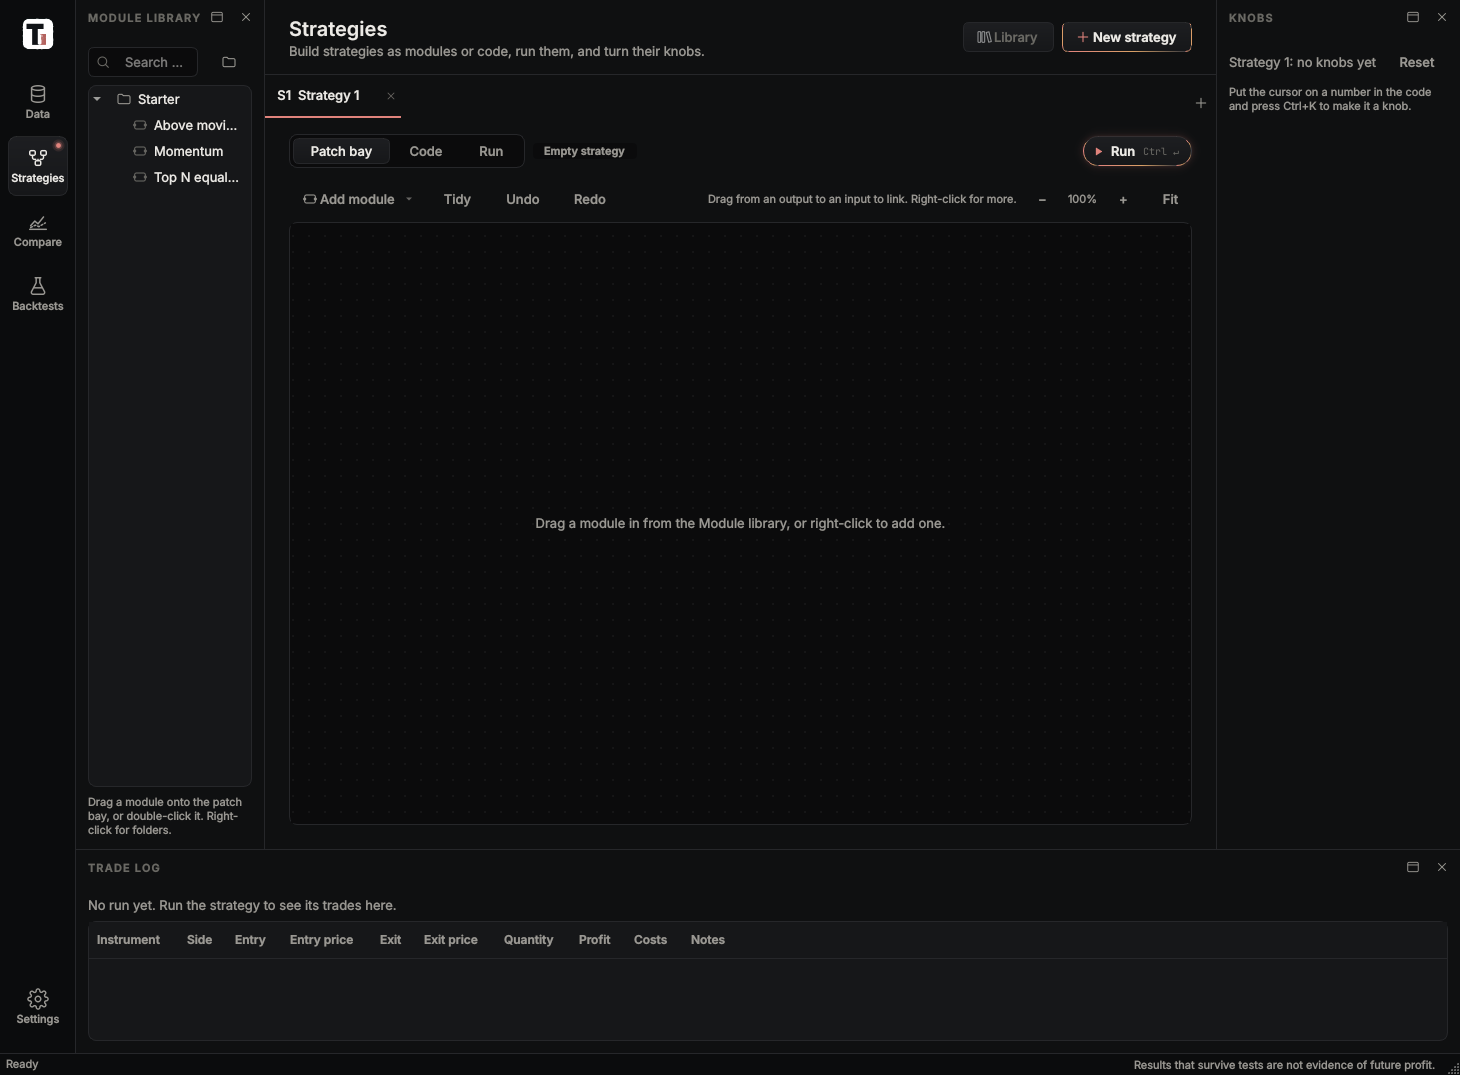 MODULE LIBRARY
Search ...
Starter
Above movi...
Momentum
Top N equal...
Drag a module onto the patch
bay, or double-click it. Right-
click for folders.
Data
Strategies
Compare
Backtests
Settings
Strategies
Build strategies as modules or code, run them, and turn their knobs.
Library
New strategy
S1 Strategy 1
Patch bay Code Run Empty strategy
Run Ctrl ↵
Add module Tidy Undo Redo
Drag from an output to an input to link. Right-click for more.
− 100% + Fit
Drag a module in from the Module library, or right-click to add one.
KNOBS
Strategy 1: no knobs yet Reset
Put the cursor on a number in the code
and press Ctrl+K to make it a knob.
TRADE LOG
No run yet. Run the strategy to see its trades here.
Instrument Side Entry Entry price Exit Exit price Quantity Profit Costs Notes
Ready
Results that survive tests are not evidence of future profit.